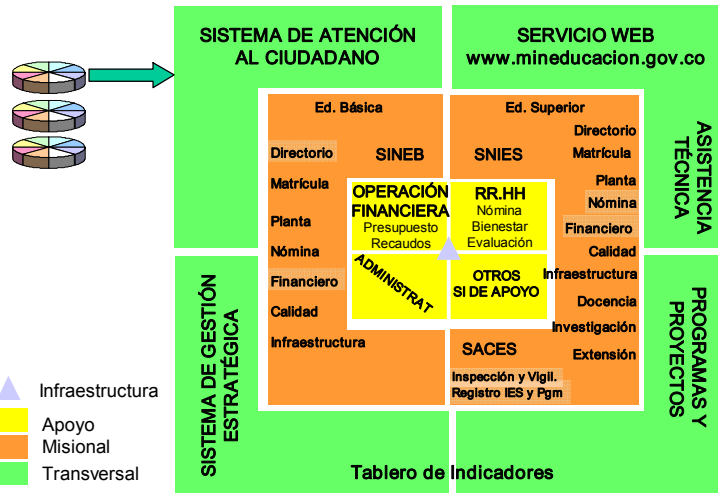 SISTEMA DE ATENCIÓN
AL CIUDADANO
SERVICIO WEB
www.mineducacion.gov.co
ASISTENCIA
TÉCNICA
Ed. Básica
SINEB
Directorio
Matrícula
Planta
Nómina
Financiero
Calidad
Infraestructura
Ed. Superior
SNIES
Directorio
Matrícula
Planta
Nómina
Financiero
Calidad
Infraestructura
Docencia
Investigación
Extensión
OPERACIÓN
FINANCIERA
Presupuesto
Recaudos
RR.HH
Nómina
Bienestar
Evaluación
ADMINISTRAT
OTROS
SI DE APOYO
SACES
Inspección y Vigil.
Registro IES y Pgm
SISTEMA DE GESTIÓN
ESTRATÉGICA
PROGRAMAS Y
PROYECTOS
Tablero de Indicadores
Infraestructura
Apoyo
Misional
Transversal